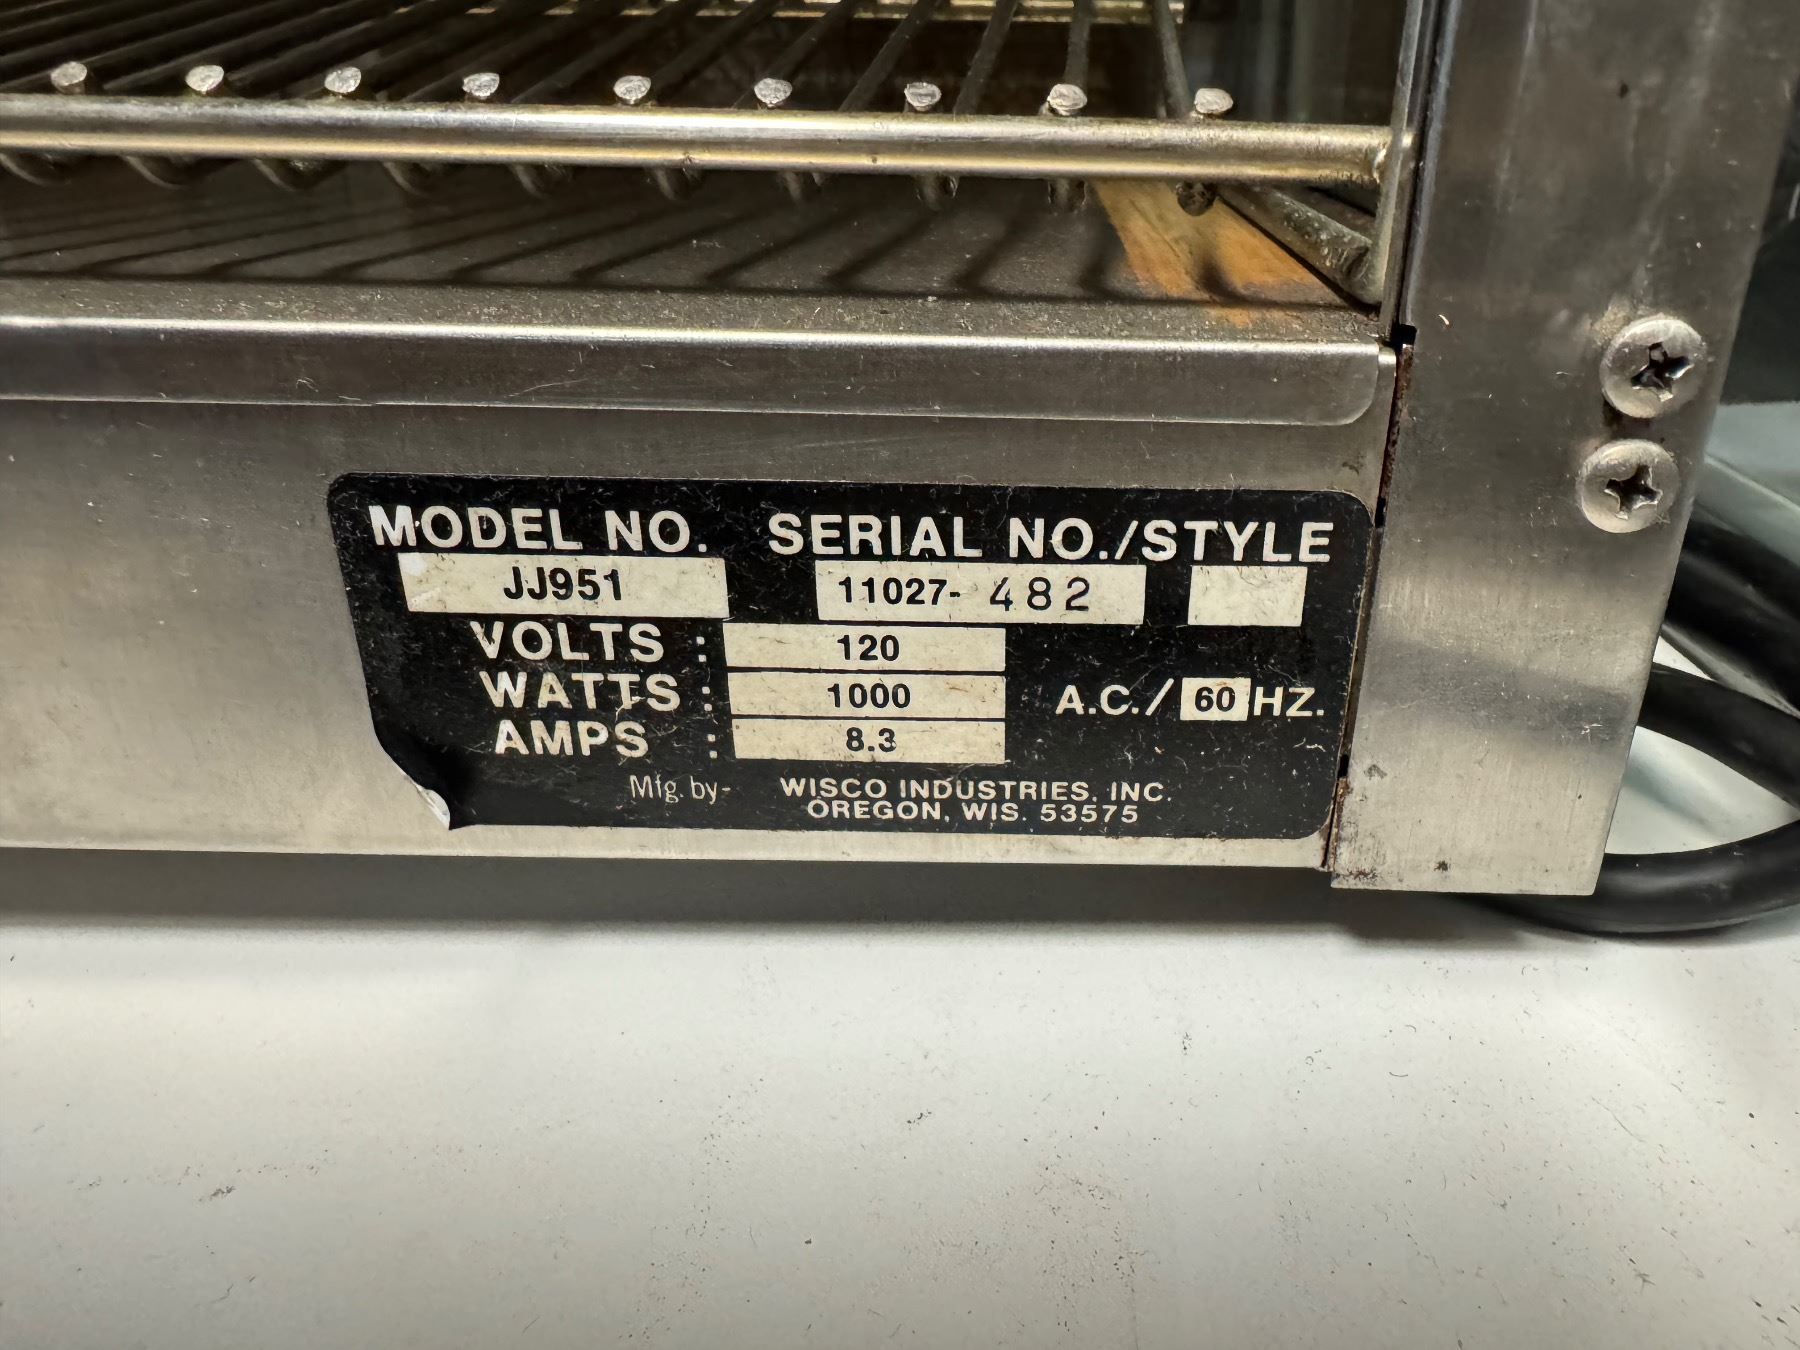 MODEL NO. SERIAL NO./STYLE
JJ951 11027- 482
VOLTS : 120
WATTS : 1000 A.C./ 60 HZ.
AMPS : 8.3
Mfg. by- WISCO INDUSTRIES, INC.
OREGON, WIS. 53575